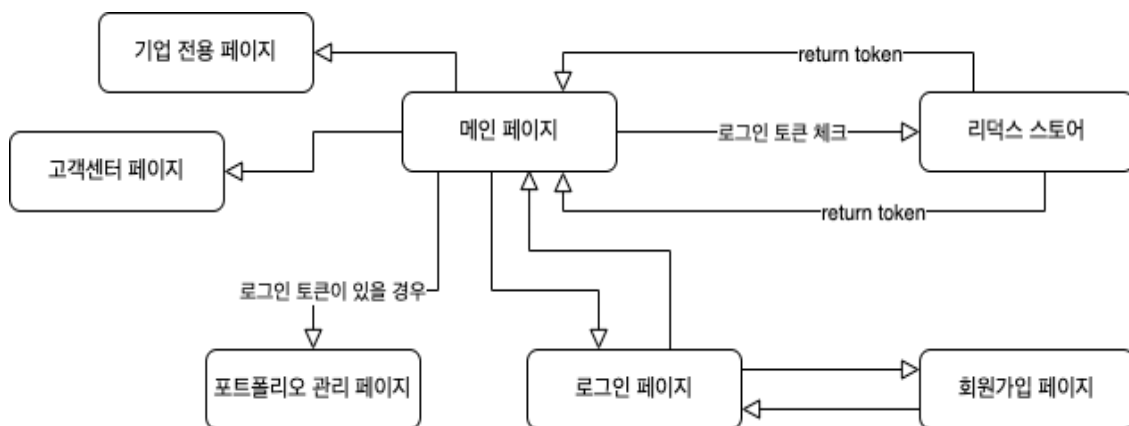 기업 전용 페이지
return token
메인 페이지
로그인 토큰 체크
리덕스 스토어
고객센터 페이지
return token
로그인 토큰이 있을 경우
포트폴리오 관리 페이지
로그인 페이지
회원가입 페이지